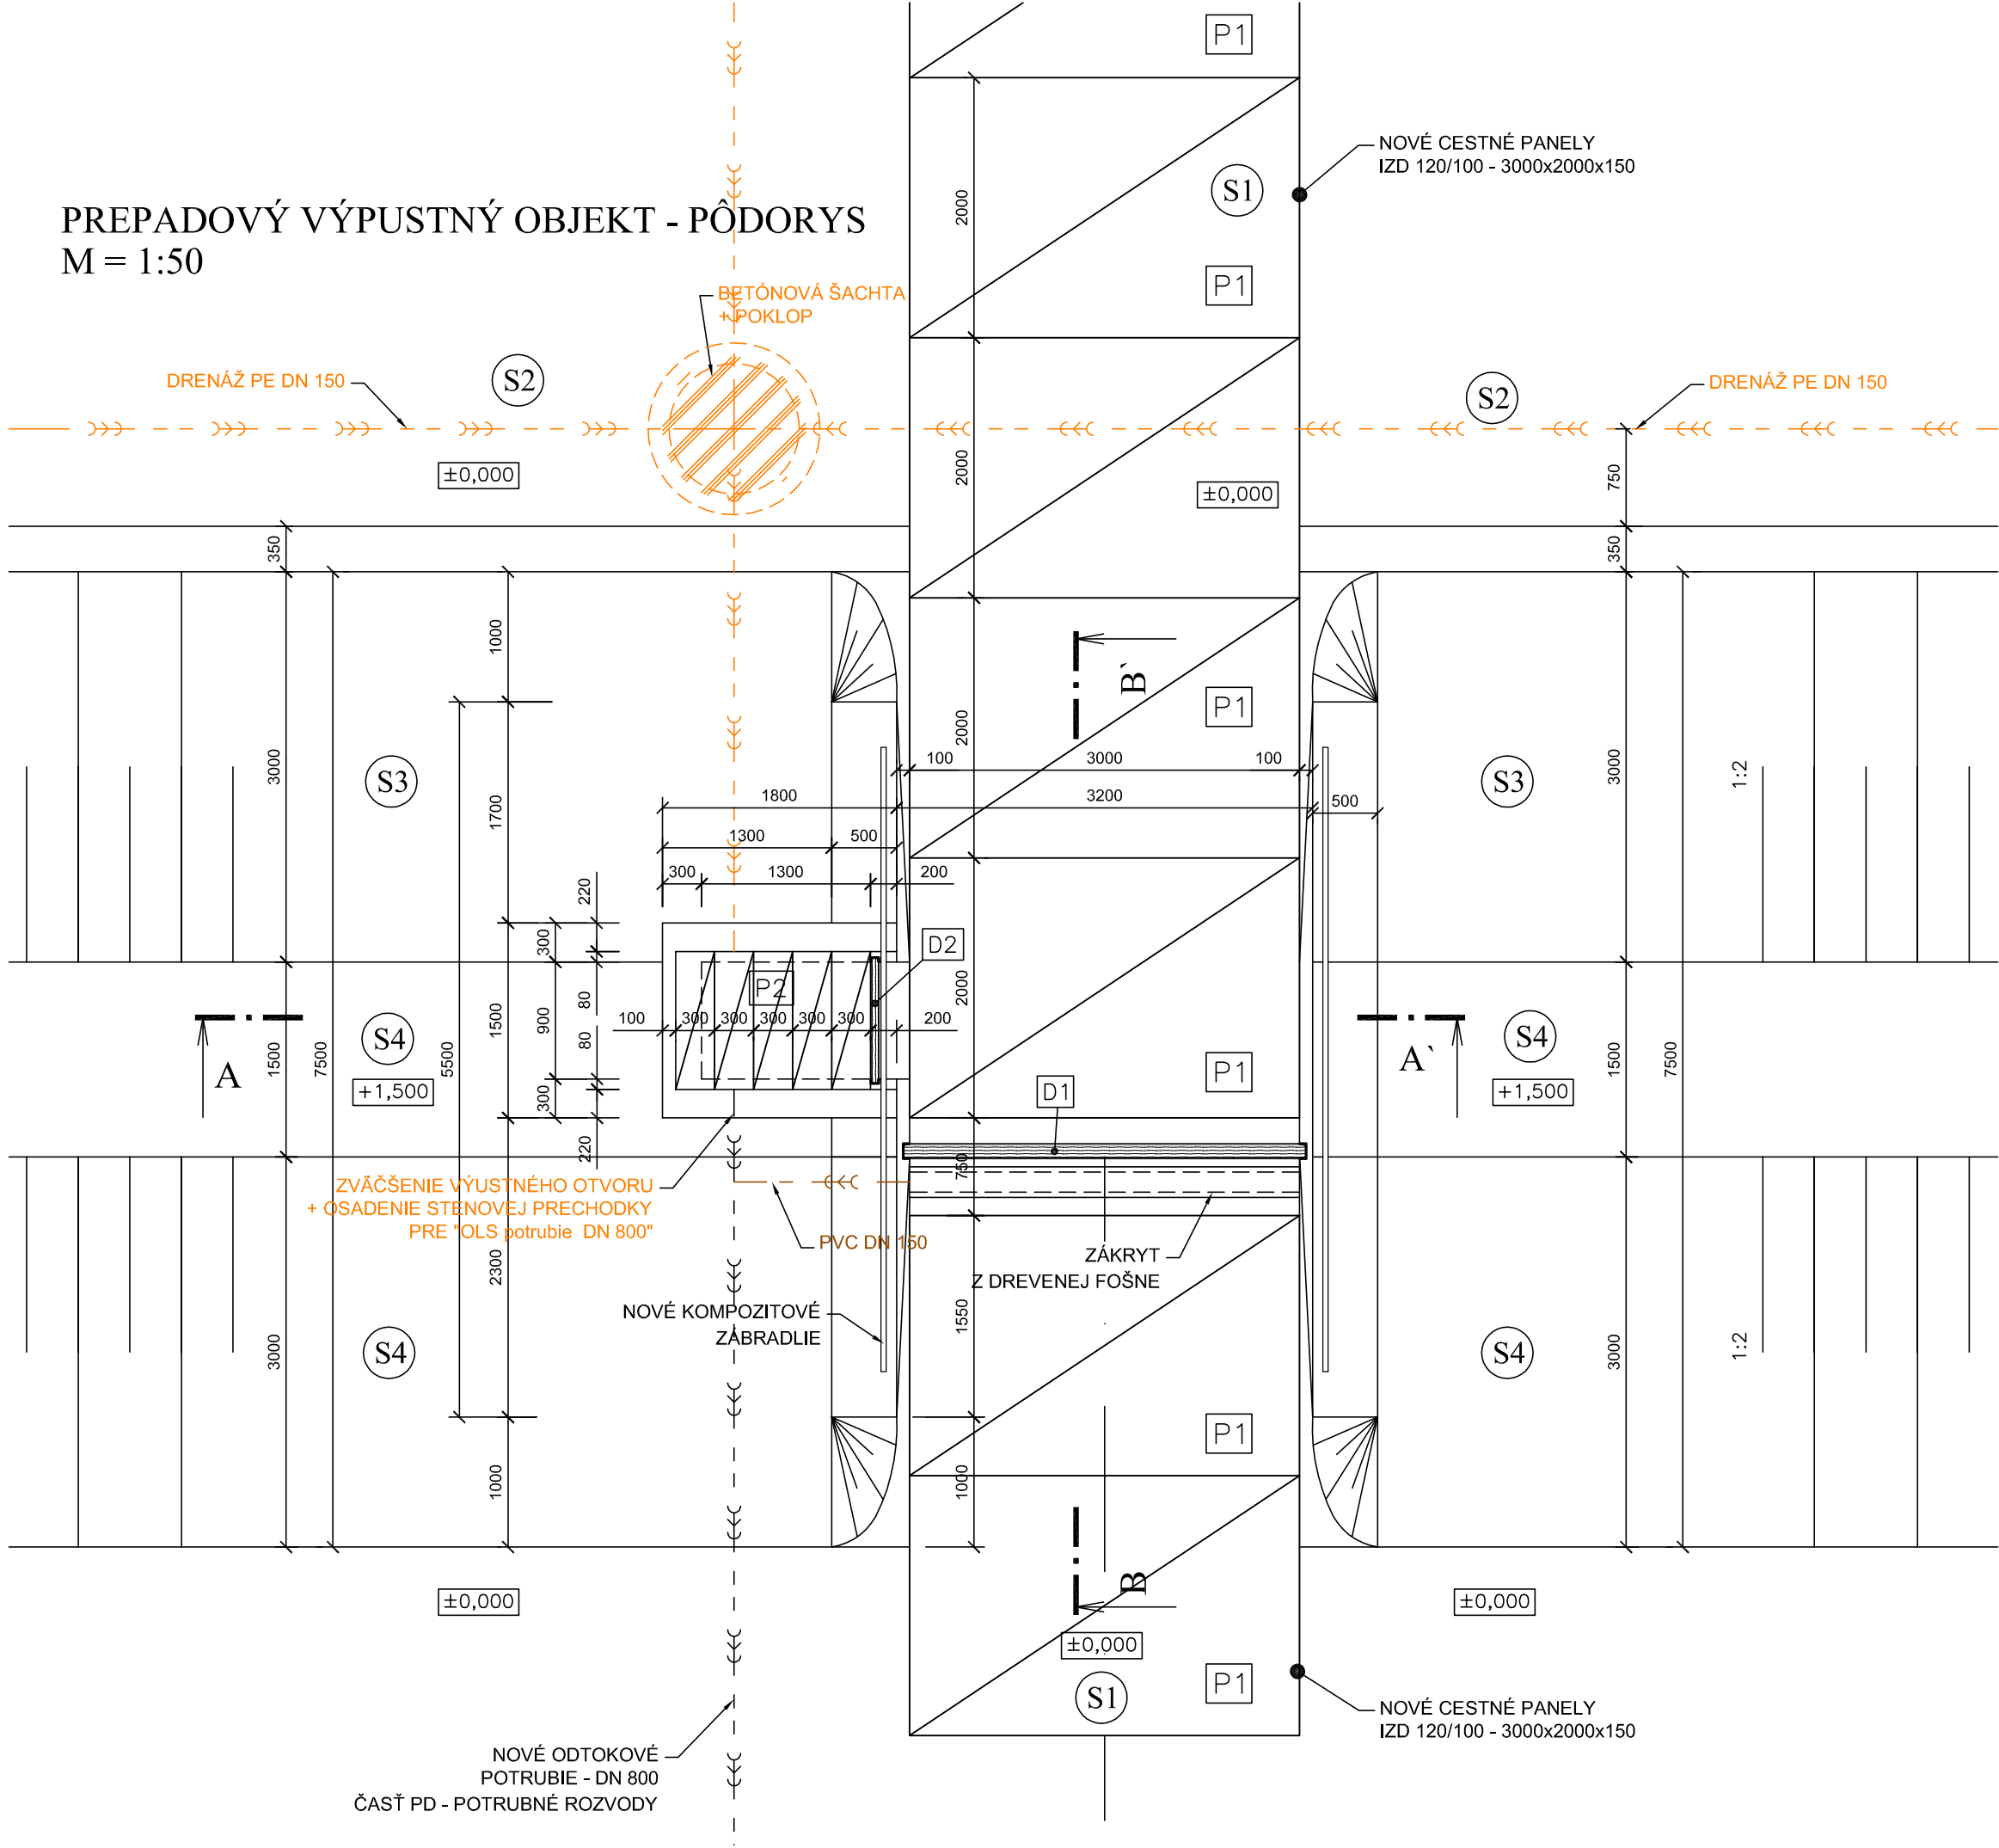 P1
NOVÉ CESTNÉ PANELY
IZD 120/100 - 3000x2000x150
S1
2000
PREPADOVÝ VÝPUSTNÝ OBJEKT - PÔDORYS
M = 1:50
P1
BETÓNOVÁ ŠACHTA
+ POKLOP
DRENÁŽ PE DN 150
S2
S2
DRENÁŽ PE DN 150
±0,000
2000
±0,000
750
350
350
1000
B`
P1
2000
3000
S3
1700
100
3000
100
S3
3000
1:2
1800
3200
500
1300
500
300
1300
200
220
300
D2
P2
2000
80
900
80
1500
100
300
300
300
300
300
200
A
1500
7500
S4
5500
+1,500
A`
S4
1500
7500
+1,500
P1
D1
300
220
750
ZVÄČŠENIE VÝUSTNÉHO OTVORU
+ OSADENIE STENOVEJ PRECHODKY
PRE "OLS potrubie DN 800"
PVC DN 150
ZÁKRYT
Z DREVENEJ FOŠNE
2300
NOVÉ KOMPOZITOVÉ
ZÁBRADLIE
1550
3000
S4
S4
3000
1:2
P1
1000
1000
B
±0,000
±0,000
±0,000
S1
P1
NOVÉ CESTNÉ PANELY
IZD 120/100 - 3000x2000x150
NOVÉ ODTOKOVÉ
POTRUBIE - DN 800
ČASŤ PD - POTRUBNÉ ROZVODY